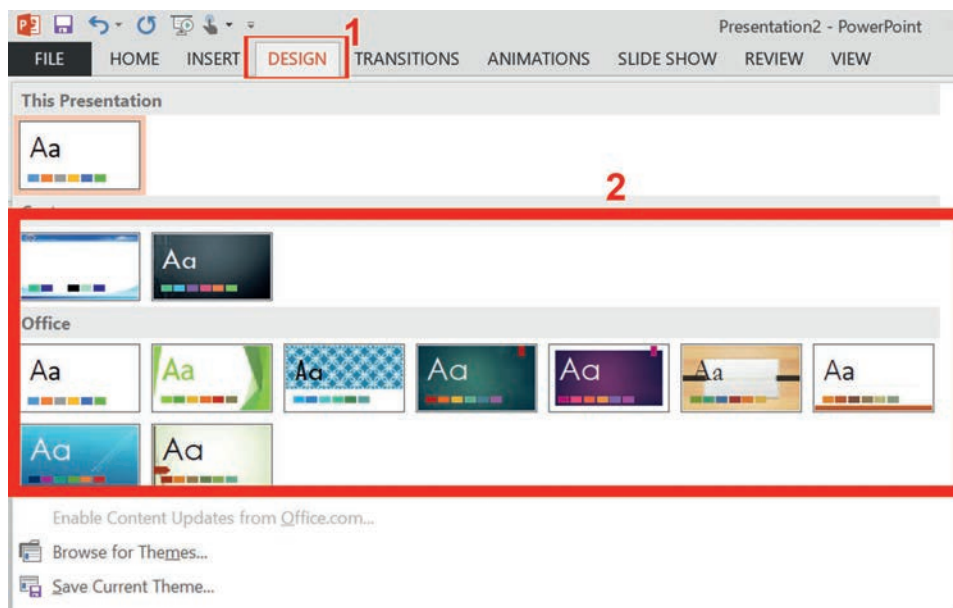 Presentation2 - PowerPoint
1
FILE HOME INSERT DESIGN TRANSITIONS ANIMATIONS SLIDE SHOW REVIEW VIEW
This Presentation
Aa
2
Aa
Office
Aa Aa Aa Aa Aa Aa Aa
Aa Aa
Enable Content Updates from Office.com...
Browse for Themes...
Save Current Theme...